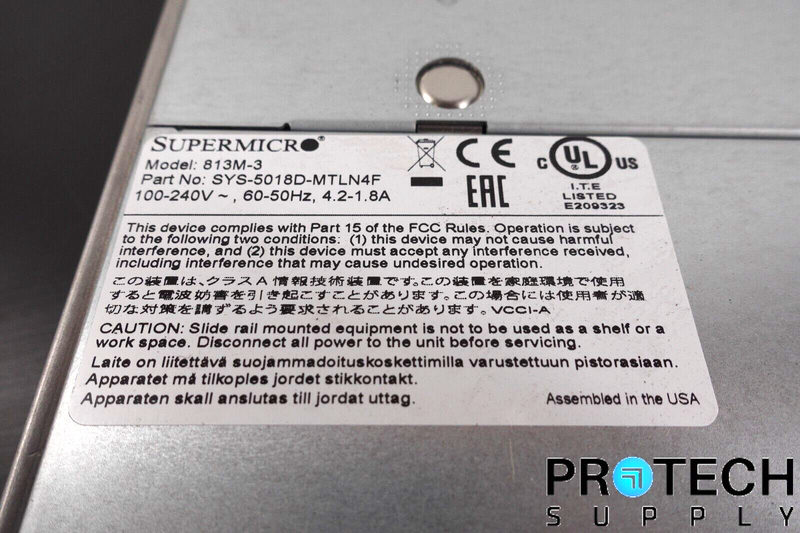 SUPERMICRO
Model: 813M-3
Part No: SYS-5018D-MTLN4F
100-240V ~ , 60-50Hz, 4.2-1.8A
CE
EAC
C UL US
I.T.E
LISTED
E209323
This device complies with Part 15 of the FCC Rules. Operation is subject
to the following two conditions: (1) this device may not cause harmful
interference, and (2) this device must accept any interference received,
including interference that may cause undesired operation.
この装置は、クラスA情報技術装置です。この装置を家庭環境で使用
すると電波妨害を引き起こすことがあります。この場合には使用者が適
切な対策を講ずるよう要求されることがあります。VCCI-A
CAUTION: Slide rail mounted equipment is not to be used as a shelf or a
work space. Disconnect all power to the unit before servicing.
Laite on liitettävä suojammadoituskoskettimilla varustettuun pistorasiaan.
Apparatet må tilkoples jordet stikkontakt.
Apparaten skall anslutas till jordat uttag.
Assembled in the USA
PROTECH
SUPPLY